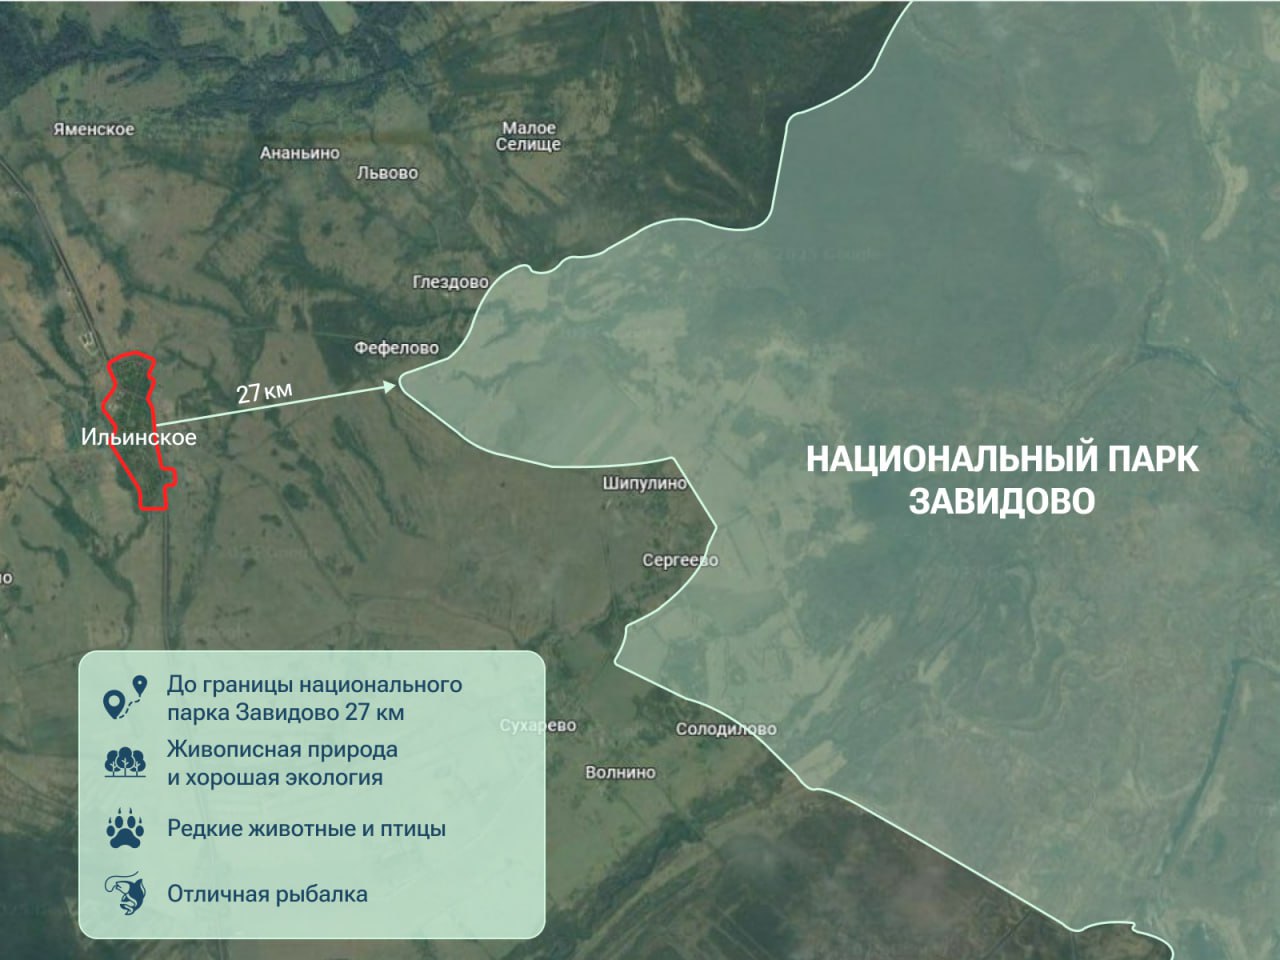 Яменское
Ананьино
Малое
Селище
Львово
Глездово
Фефелово
27 км
Ильинское
НАЦИОНАЛЬНЫЙ ПАРК
ЗАВИДОВО
Шипулино
Сергеево
До границы национального
парка Завидово 27 км
Живописная природа
и хорошая экология
Редкие животные и птицы
Отличная рыбалка
Сухарево
Солодилово
Волнино